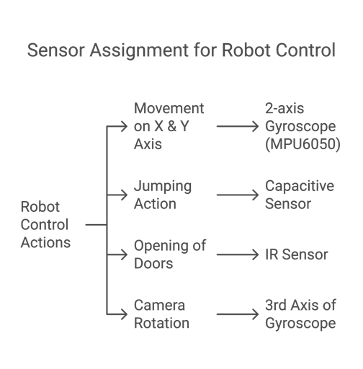 Sensor Assignment for Robot Control
Robot
Control
Actions
Movement
on X & Y
Axis
2-axis
Gyroscope
(MPU6050)
Jumping
Action
Capacitive
Sensor
Opening of
Doors
IR Sensor
Camera
Rotation
3rd Axis of
Gyroscope